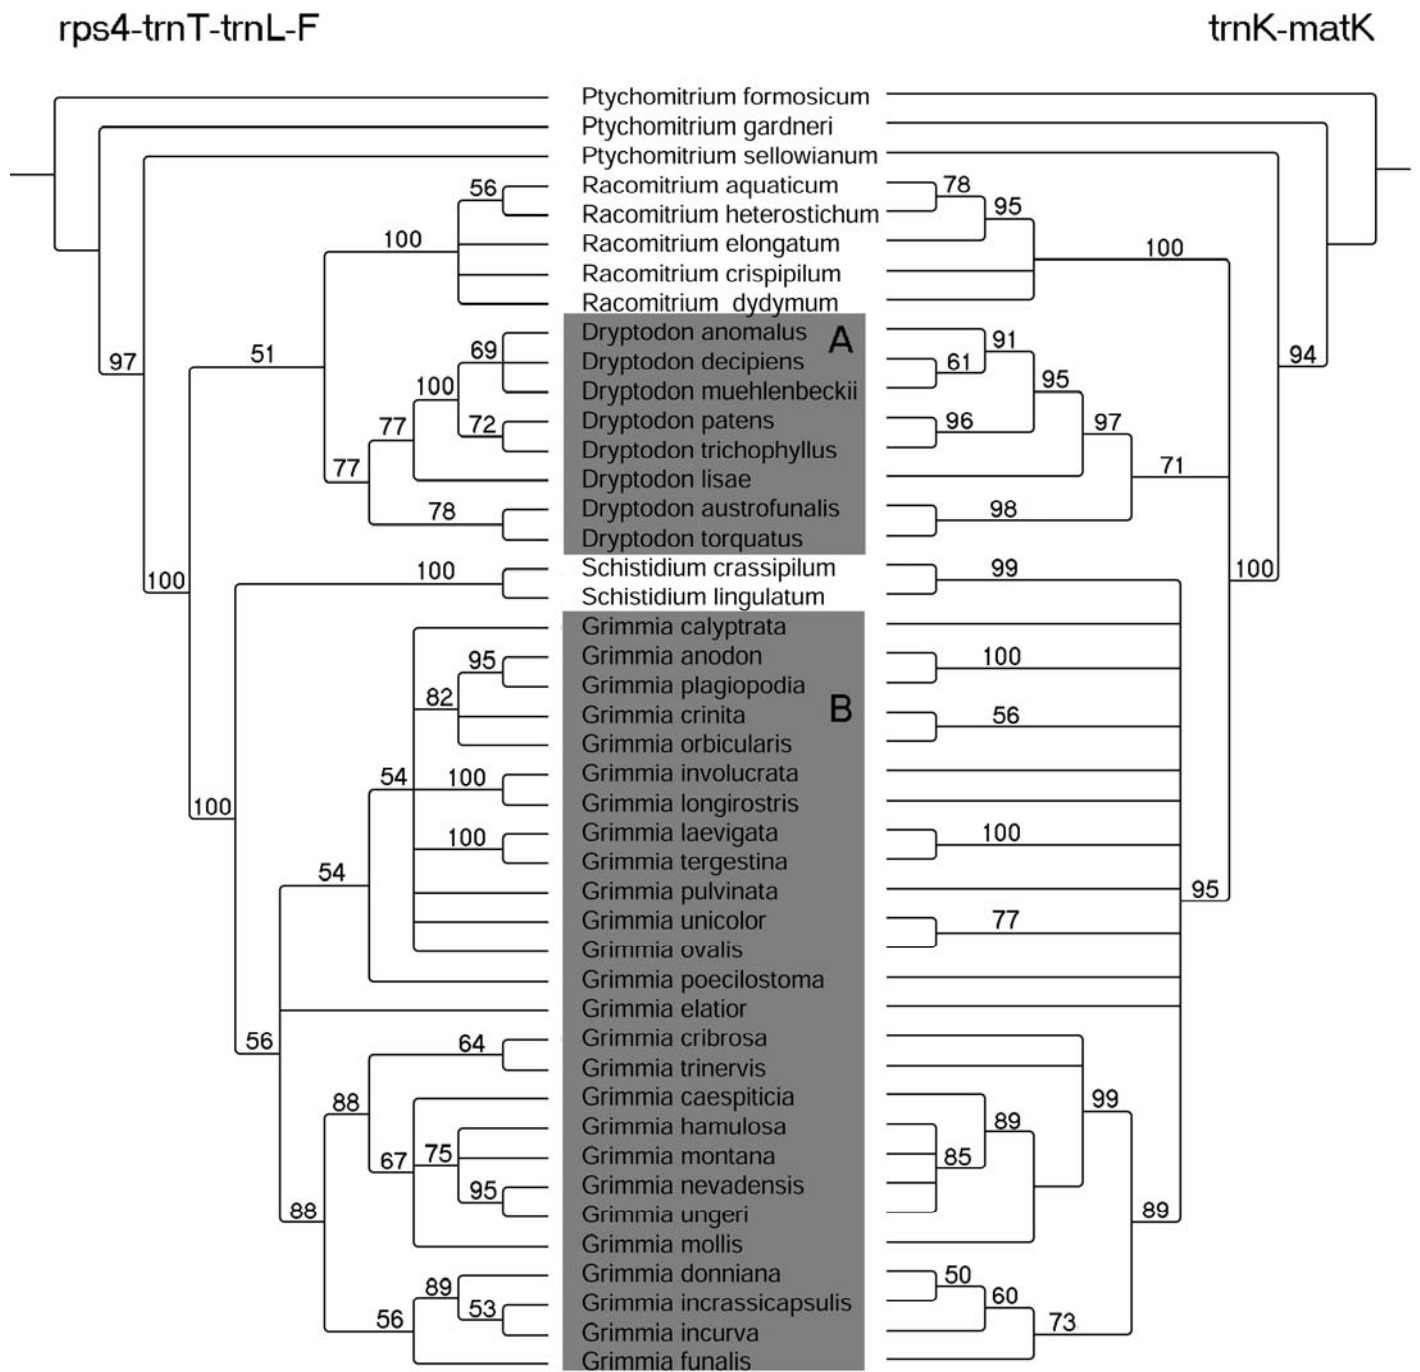 rps4-trnT-trnL-F trnK-matK
Ptychomitrium formosicum
Ptychomitrium gardneri
Ptychomitrium sellowianum
56 Racomitrium aquaticum 78
Racomitrium heterostichum 95
100 Racomitrium elongatum 100
Racomitrium crispipilum
Racomitrium dydymum
Dryptodon anomalus A 91
97 51 69 Dryptodon decipiens 61 94
100 Dryptodon muehlenbeckii 95
77 72 Dryptodon patens 96 97
77 Dryptodon trichophyllus 71
Dryptodon lisae
78 Dryptodon austrofunalis 98
Dryptodon torquatus
100 100 Schistidium crassipilum 99 100
Schistidium lingulatum
Grimmia calyptrata
95 Grimmia anodon 100
82 Grimmia plagiopodia B
Grimmia crinita 56
Grimmia orbicularis
54 100 Grimmia involucrata
100 Grimmia longirostris
100 Grimmia laevigata 100
54 Grimmia tergestina
Grimmia pulvinata 95
Grimmia unicolor 77
Grimmia ovalis
Grimmia poecilostoma
Grimmia elatior
56 64 Grimmia cribrosa
Grimmia trinervis
88 Grimmia caespiticia 99
Grimmia hamulosa 89
67 75 Grimmia montana 85
95 Grimmia nevadensis
88 Grimmia ungeri 89
Grimmia mollis
89 Grimmia donniana 50
56 53 Grimmia incrassicapsulis 60
Grimmia incurva 73
Grimmia funalis